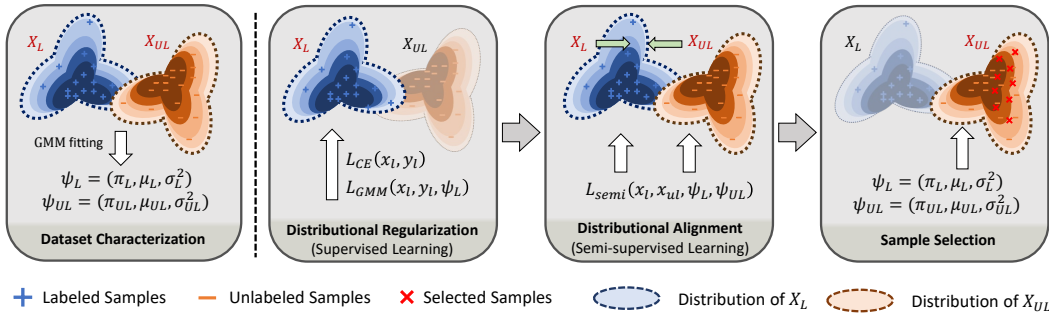 X_L
X_UL
GMM fitting
ψ_L = (π_L, μ_L, σ_L^2)
ψ_UL = (π_UL, μ_UL, σ_UL^2)
Dataset Characterization
X_L
X_UL
L_CE(x_l, y_l)
L_GMM(x_l, y_l, ψ_L)
Distributional Regularization
(Supervised Learning)
X_L
X_UL
L_semi(x_l, x_ul, ψ_L, ψ_UL)
Distributional Alignment
(Semi-supervised Learning)
X_L
X_UL
ψ_L = (π_L, μ_L, σ_L^2)
ψ_UL = (π_UL, μ_UL, σ_UL^2)
Sample Selection
Labeled Samples
Unlabeled Samples
Selected Samples
Distribution of X_L
Distribution of X_UL